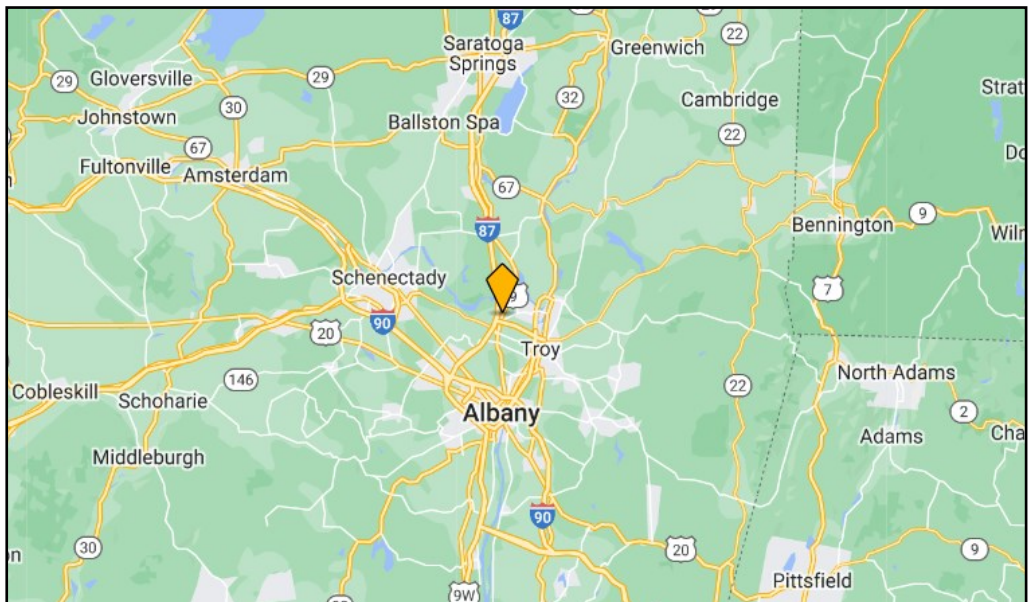 87
Saratoga
Springs
Greenwich
22
29
Gloversville
29
Strat
32
30
Cambridge
Johnstown
Ballston Spa
22
67
Do
Fultonville
Amsterdam
67
87
Bennington
9
Wiln
Schenectady
7
9
90
20
Troy
146
22
North Adams
Cobleskill
Schoharie
2
Albany
Adams
Cha
Middleburgh
90
30
20
9
Pittsfield
9W